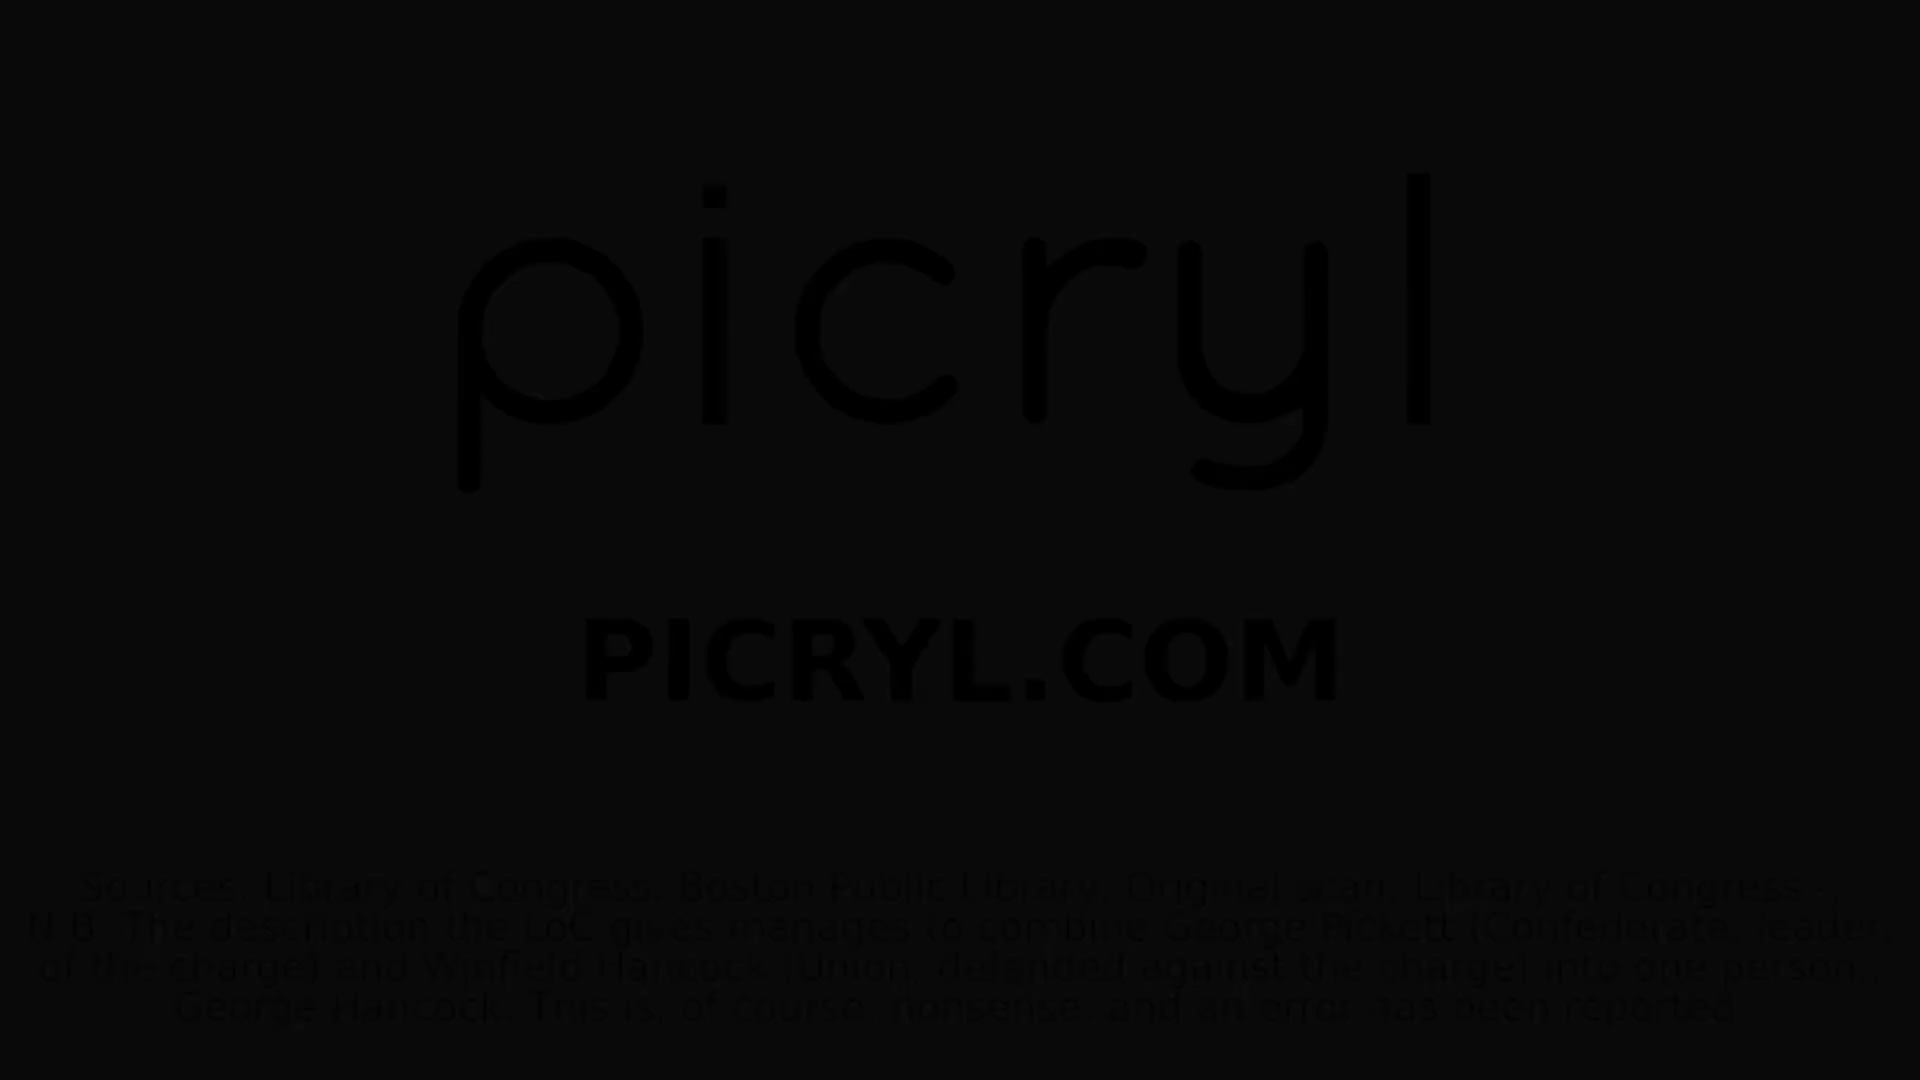 picryl
PICRYL.COM
Sources: Library of Congress, Boston Public Library, Original scan, Library of Congress -,
N.B. The description the LoC gives manages to combine George Pickett (Confederate, leader,
of the charge) and Winfield Hancock (Union, defended against the charge) into one person,,
George Hancock. This is, of course, nonsense, and an error has been reported